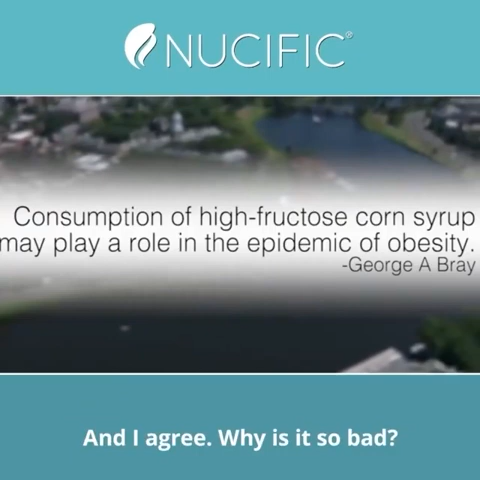 NUCIFIC®
Consumption of high-fructose corn syrup
may play a role in the epidemic of obesity.
-George A Bray
And I agree. Why is it so bad?